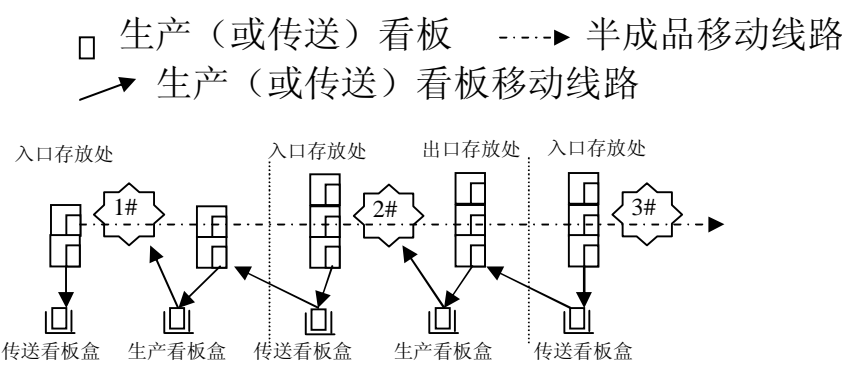 生产（或传送）看板 半成品移动线路
生产（或传送）看板移动线路
入口存放处 入口存放处 出口存放处 入口存放处
1# 2# 3#
传送看板盒 生产看板盒 传送看板盒 生产看板盒 传送看板盒